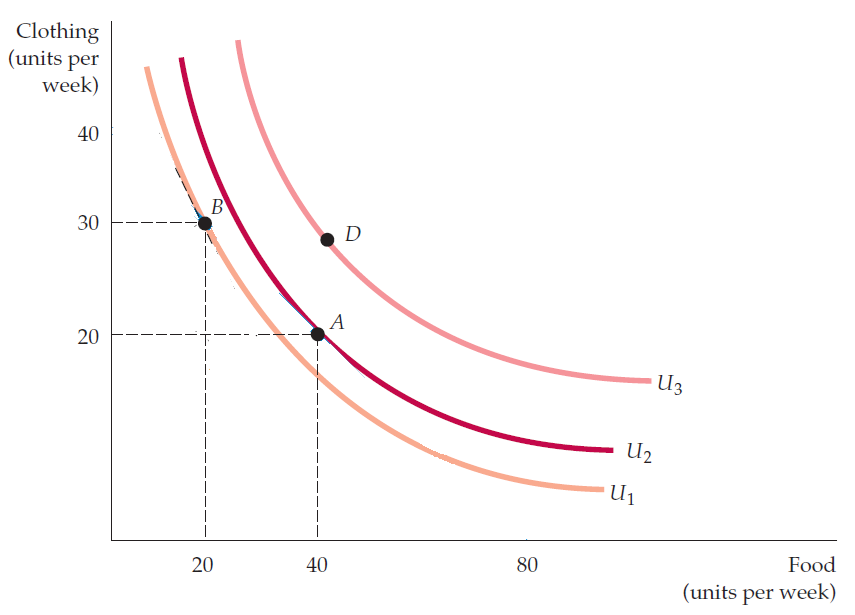 Clothing
(units per
week)
40
30
20
B
D
A
U3
U2
U1
20
40
80
Food
(units per week)